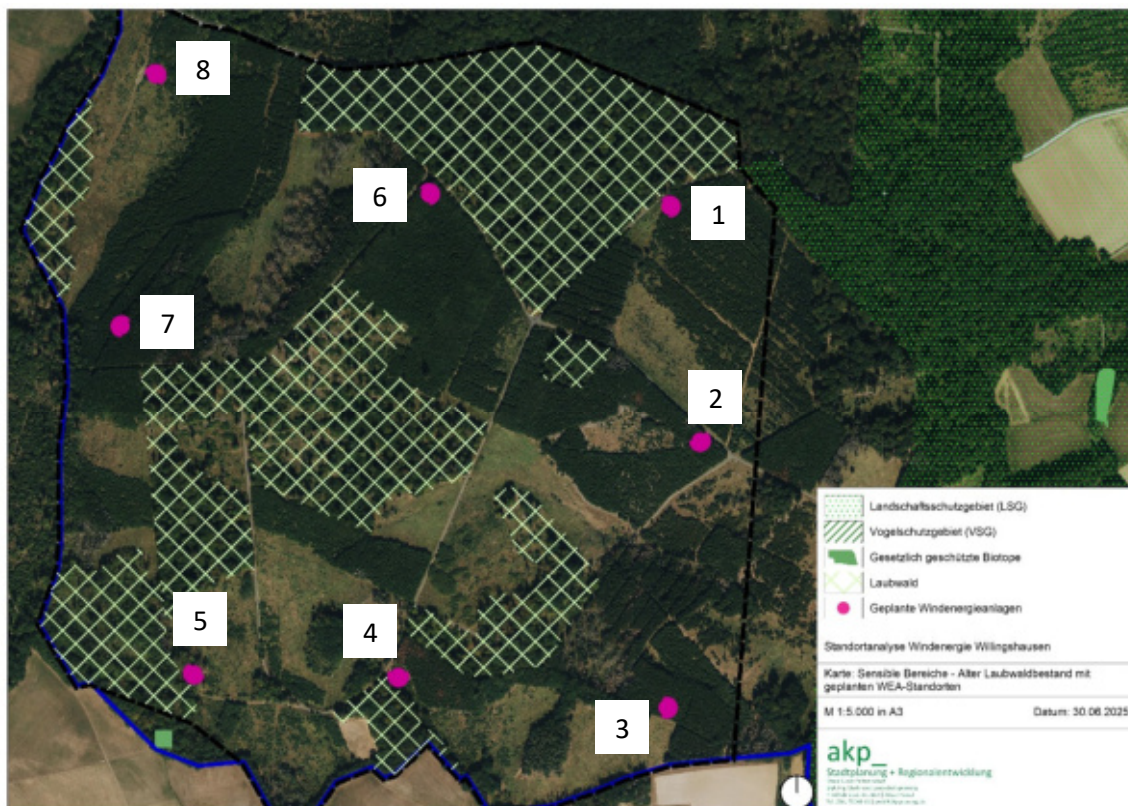 8
6
1
7
2
5
4
3
Landschaftsschutzgebiet (LSG)
Vogelschutzgebiet (VSG)
Gesetzlich geschützte Biotope
Laubwald
Geplante Windenergieanlagen
Standortanalyse Windenergie Willingshausen
Karte: Sensible Bereiche - Alter Laubwaldbestand mit
geplanten WEA-Standorten
M 1:5.000 in A3 Datum: 30.06.2025
akp_
Stadtplanung + Regionalentwicklung